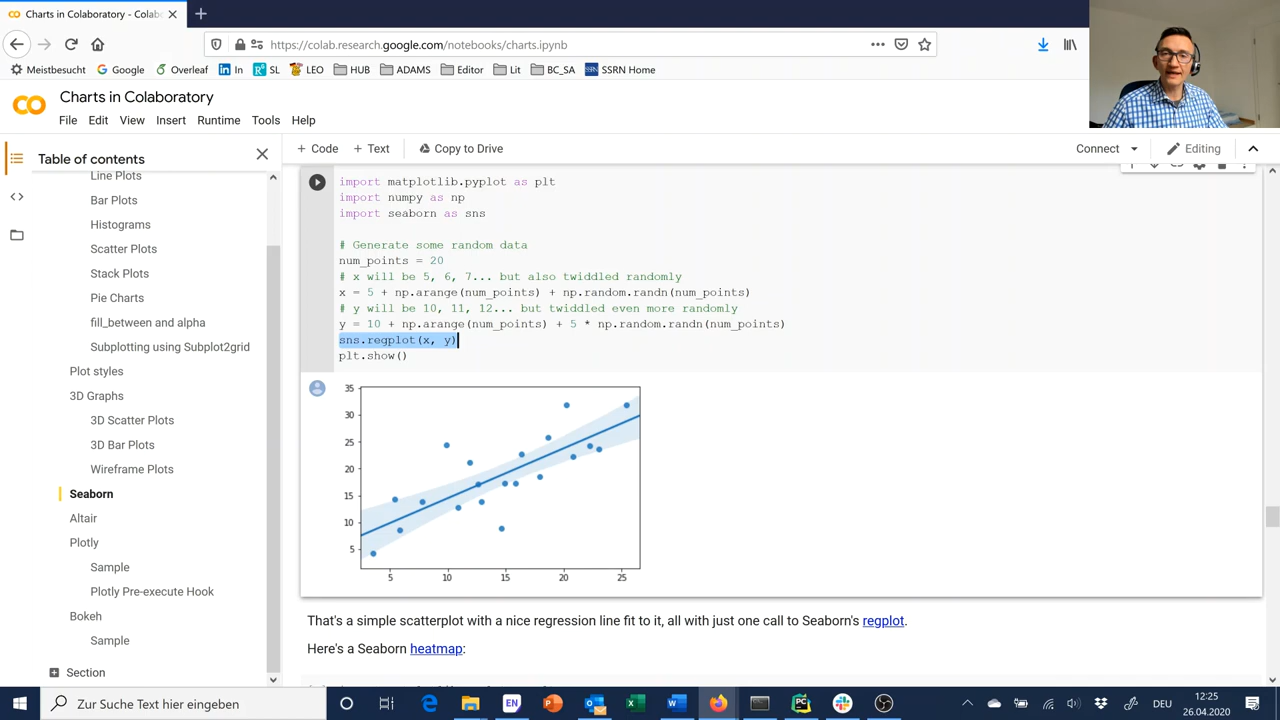 Charts in Colaboratory - Colab
https://colab.research.google.com/notebooks/charts.ipynb
Meistbesucht Google Overleaf In SL LEO HUB ADAMS Editor Lit BC_SA SSRN Home
Charts in Colaboratory
File Edit View Insert Runtime Tools Help
+ Code + Text Copy to Drive Connect Editing
Table of contents
Line Plots
Bar Plots
Histograms
Scatter Plots
Stack Plots
Pie Charts
fill_between and alpha
Subplotting using Subplot2grid
Plot styles
3D Graphs
3D Scatter Plots
3D Bar Plots
Wireframe Plots
Seaborn
Altair
Plotly
Sample
Plotly Pre-execute Hook
Bokeh
Sample
Section
import matplotlib.pyplot as plt
import numpy as np
import seaborn as sns
# Generate some random data
num_points = 20
# x will be 5, 6, 7... but also twiddled randomly
x = 5 + np.arange(num_points) + np.random.randn(num_points)
# y will be 10, 11, 12... but twiddled even more randomly
y = 10 + np.arange(num_points) + 5 * np.random.randn(num_points)
sns.regplot(x, y)
plt.show()
35
30
25
20
15
10
5
5 10 15 20 25
That's a simple scatterplot with a nice regression line fit to it, all with just one call to Seaborn's regplot.
Here's a Seaborn heatmap:
Zur Suche Text hier eingeben
EN
DEU
12:25
26.04.2020